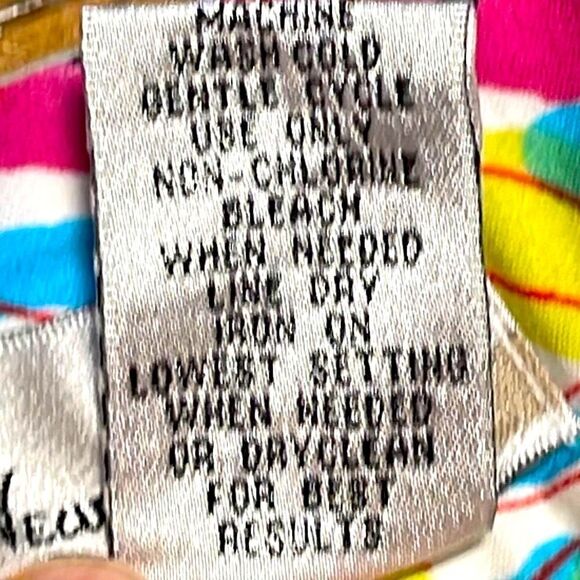 MACHINE
WASH COLD
GENTLE CYCLE
USE ONLY
NON-CHLORINE
BLEACH
WHEN NEEDED
LINE DRY
IRON ON
LOWEST SETTING
WHEN NEEDED
OR DRYCLEAN
FOR BEST
RESULTS